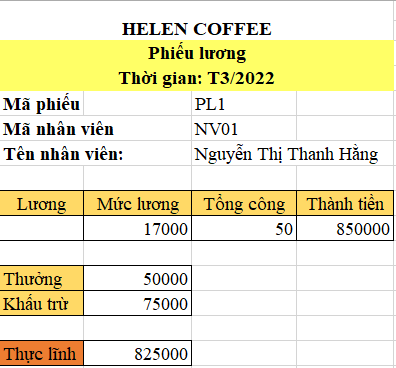 HELEN COFFEE
Phiếu lương
Thời gian: T3/2022
Mã phiếu PL1
Mã nhân viên NV01
Tên nhân viên: Nguyễn Thị Thanh Hằng
Lương Mức lương Tổng công Thành tiền
17000 50 850000
Thưởng 50000
Khấu trừ 75000
Thực lĩnh 825000